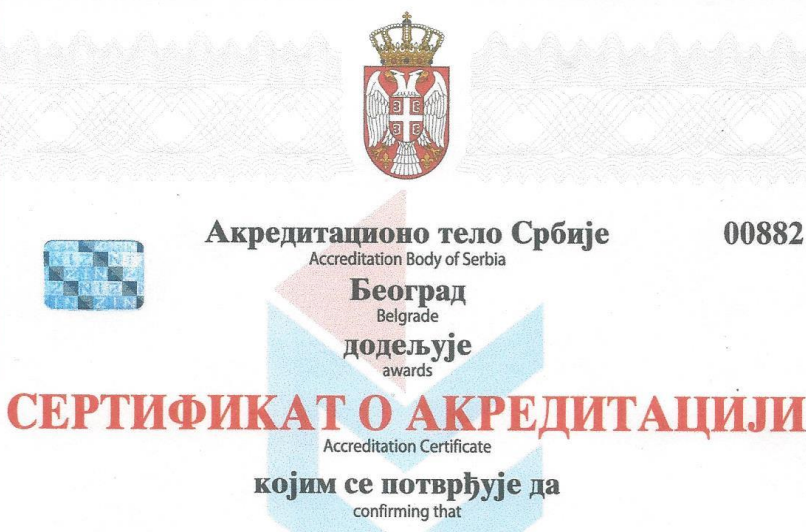 Акредитационо тело Србије 00882
Accreditation Body of Serbia
Београд
Belgrade
додељује
awards
СЕРТИФИКАТ О АКРЕДИТАЦИЈИ
Accreditation Certificate
којим се потврђује да
confirming that